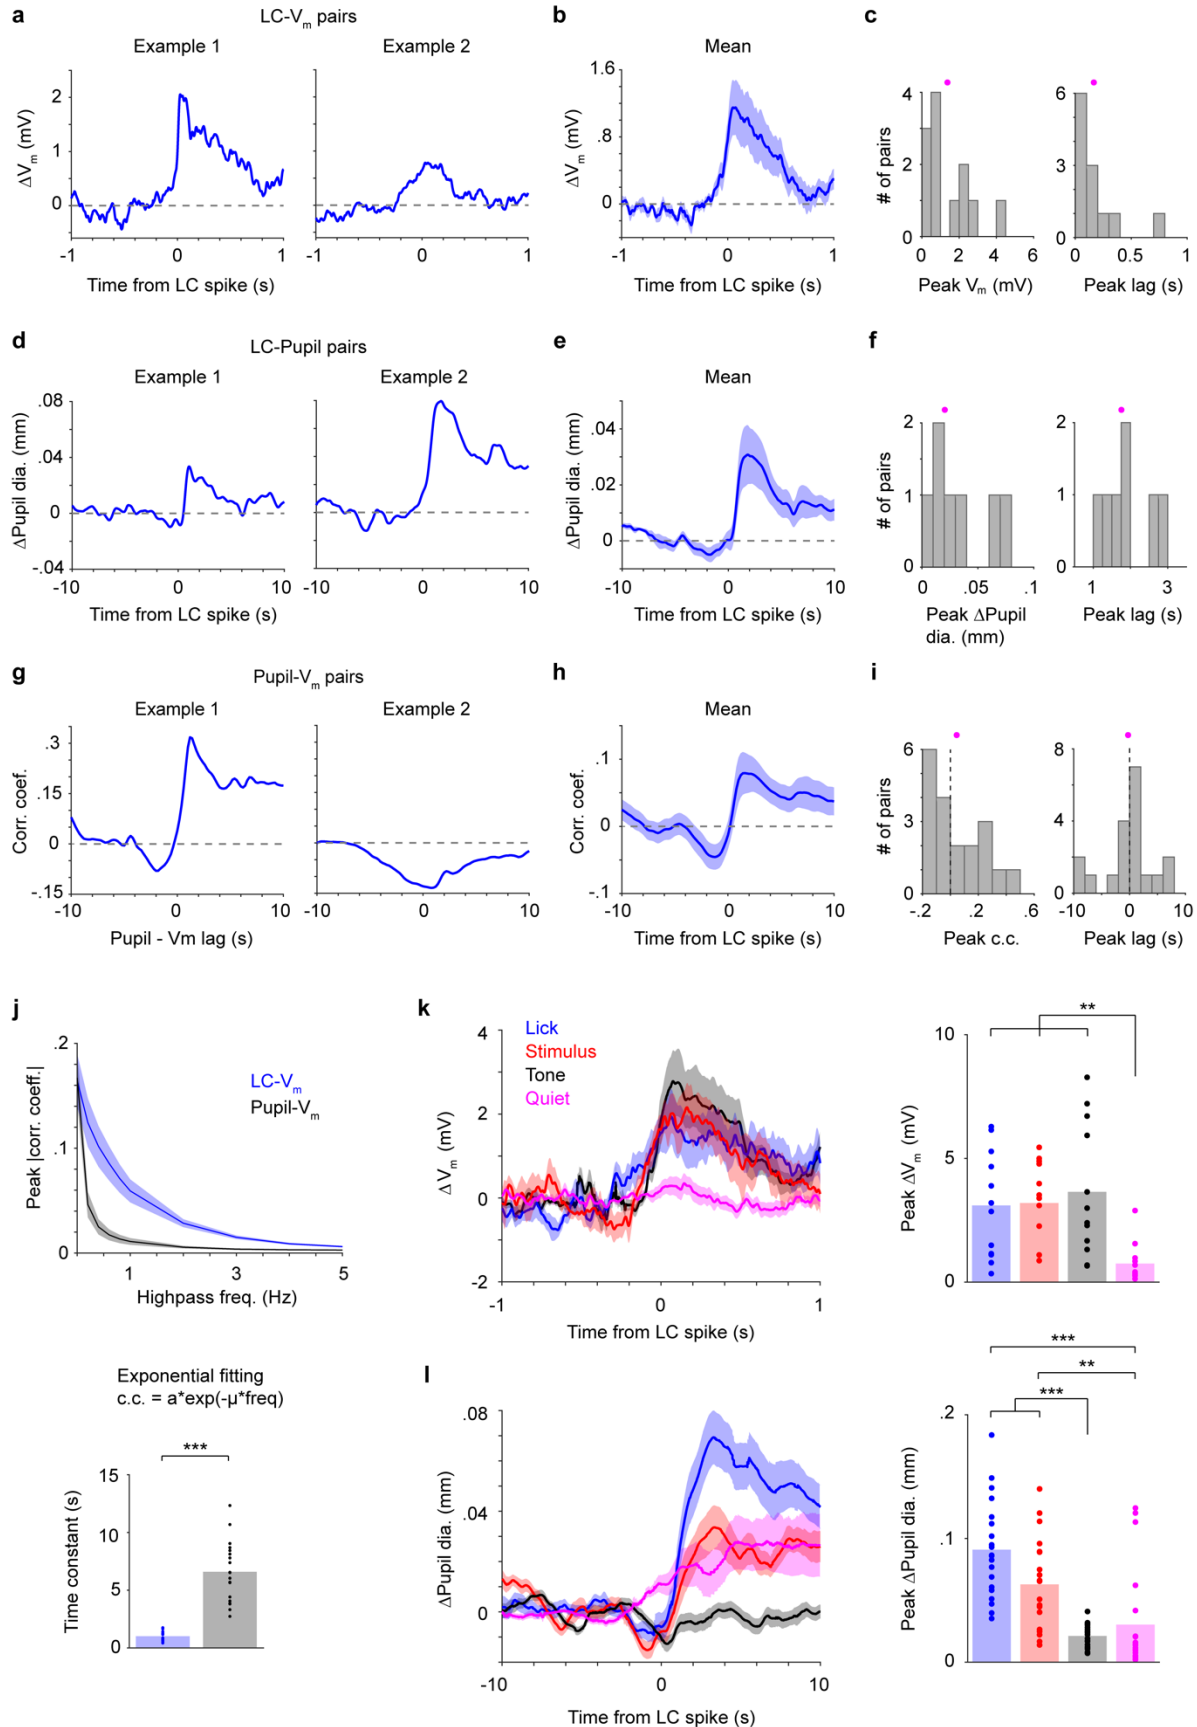 a
LC-Vm pairs
Example 1
Example 2
ΔVm (mV)
2
1
0
-1
0
1
-1
0
1
Time from LC spike (s)
b
Mean
ΔVm (mV)
1.6
.8
0
-1
0
1
Time from LC spike (s)
c
# of pairs
4
2
0
0
2
4
6
Peak Vm (mV)
6
3
0
0
0.5
1
Peak lag (s)
d
LC-Pupil pairs
Example 1
Example 2
ΔPupil dia. (mm)
.08
.04
0
-.04
-10
0
10
-10
0
10
Time from LC spike (s)
e
Mean
ΔPupil dia. (mm)
.04
.02
0
-10
0
10
Time from LC spike (s)
f
# of pairs
2
1
0
0
.05
.1
Peak ΔPupil
dia. (mm)
2
1
0
1
3
Peak lag (s)
g
Pupil-Vm pairs
Example 1
Example 2
Corr. coef.
.3
.15
0
-.15
-10
0
10
-10
0
10
Pupil - Vm lag (s)
h
Mean
Corr. coef.
.1
0
-.1
-10
0
10
Time from LC spike (s)
i
# of pairs
6
3
0
-.2
.2
.6
Peak c.c.
8
4
0
-10
0
10
Peak lag (s)
j
Peak |corr. coeff.|
.2
.1
0
LC-Vm
Pupil-Vm
1
3
5
Highpass freq. (Hz)
Exponential fitting
c.c. = a*exp(-μ*freq)
***
Time constant (s)
15
10
5
0
k
Lick
Stimulus
Tone
Quiet
Δ Vm (mV)
4
2
0
-2
-1
0
1
Time from LC spike (s)
**
Peak ΔVm (mV)
10
5
0
l
ΔPupil dia. (mm)
.08
.04
0
-10
0
10
Time from LC spike (s)
***
**
***
Peak ΔPupil dia. (mm)
.2
.1
0